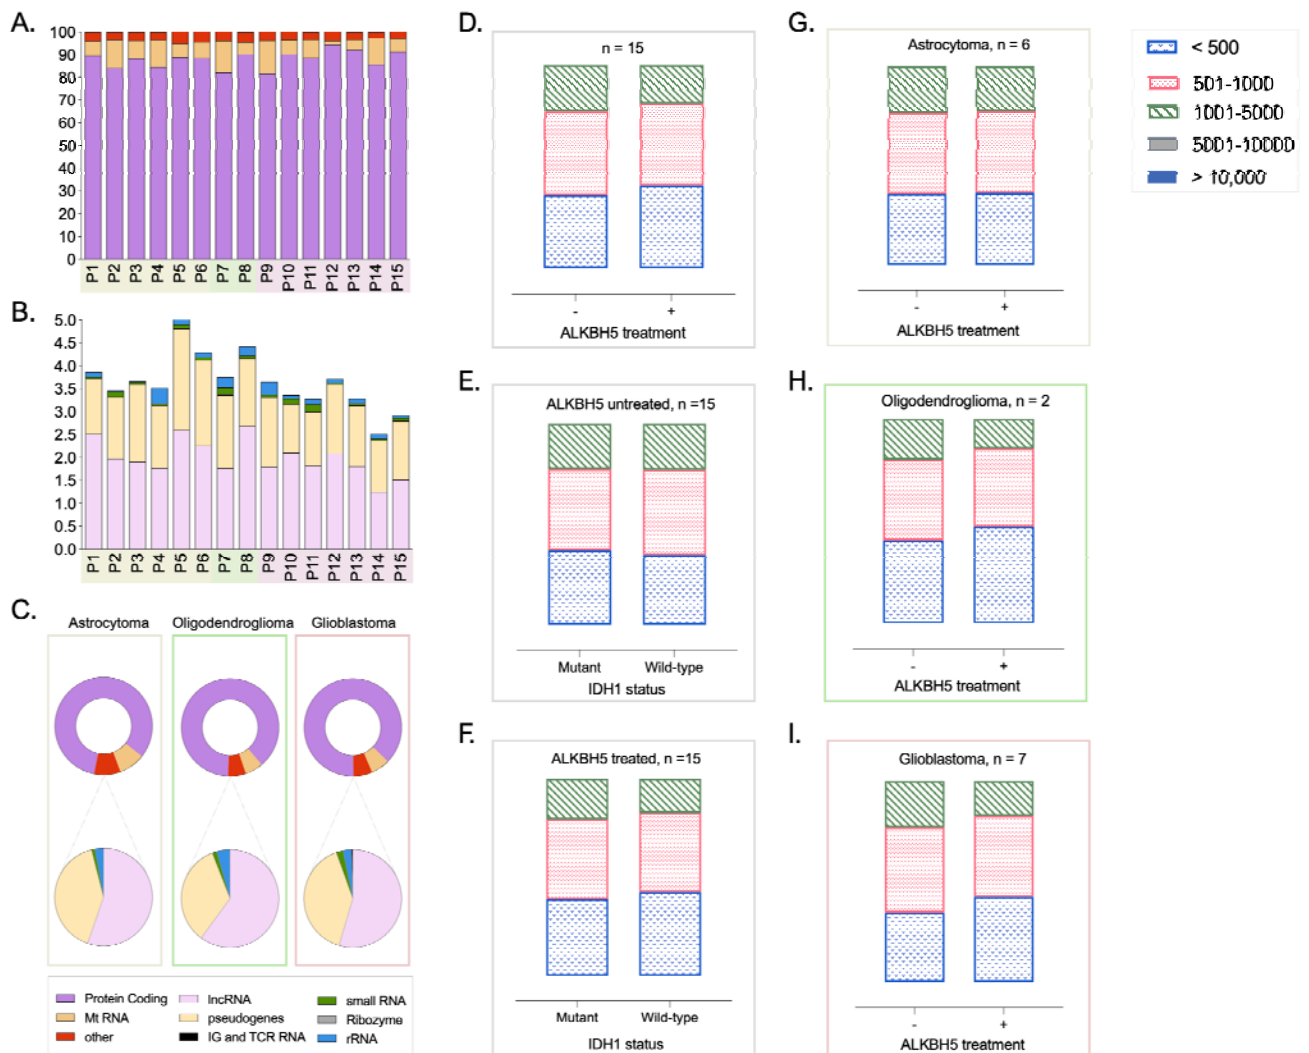 A.
100
90
80
70
60
50
40
30
20
10
0
P1 P2 P3 P4 P5 P6 P7 P8 P9 P10 P11 P12 P13 P14 P15
B.
5.0
4.5
4.0
3.5
3.0
2.5
2.0
1.5
1.0
0.5
0.0
P1 P2 P3 P4 P5 P6 P7 P8 P9 P10 P11 P12 P13 P14 P15
C.
Astrocytoma Oligodendroglioma Glioblastoma
Protein Coding lncRNA small RNA
Mt RNA pseudogenes Ribozyme
other IG and TCR RNA rRNA
D.
n = 15
- +
ALKBH5 treatment
E.
ALKBH5 untreated, n =15
Mutant Wild-type
IDH1 status
F.
ALKBH5 treated, n =15
Mutant Wild-type
IDH1 status
G.
Astrocytoma, n = 6
- +
ALKBH5 treatment
H.
Oligodendroglioma, n = 2
- +
ALKBH5 treatment
I.
Glioblastoma, n = 7
- +
ALKBH5 treatment
< 500
501-1000
1001-5000
5001-10000
> 10,000